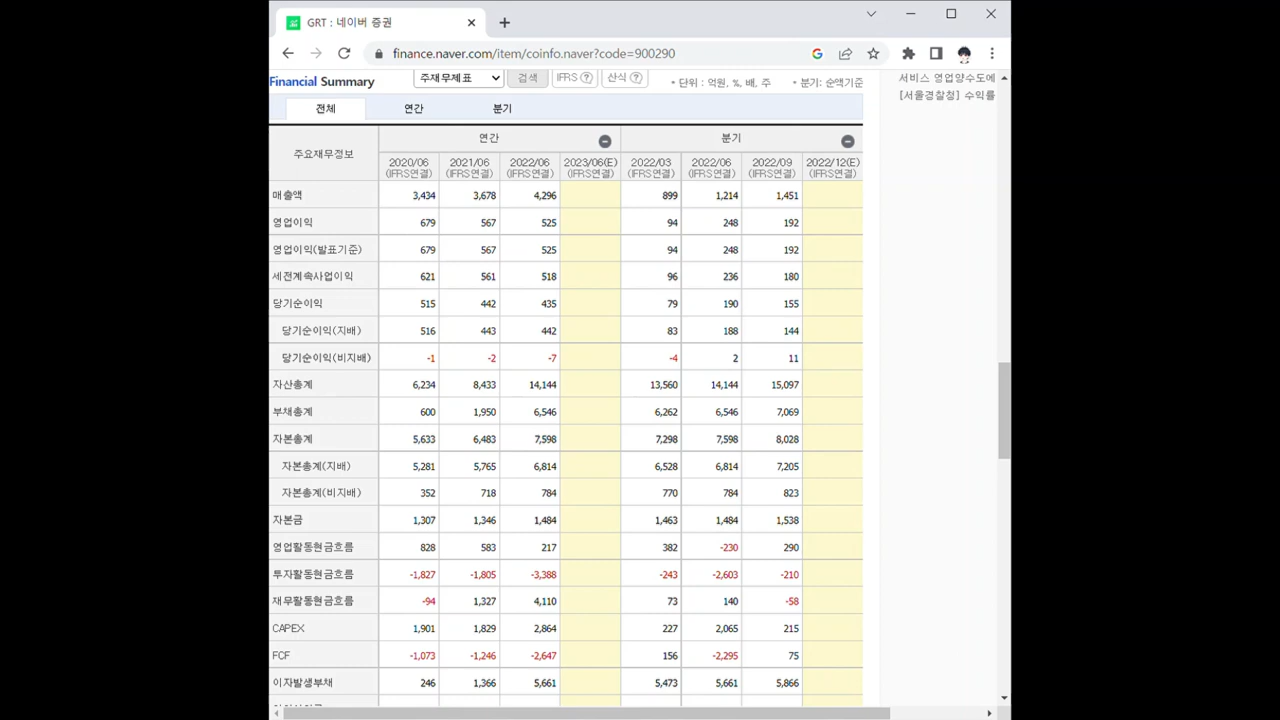 GRT : 네이버 증권
finance.naver.com/item/coinfo.naver?code=900290
Financial Summary 주재무제표 검색 IFRS ? 산식 ? * 단위 : 억원, %, 배, 주 * 분기: 순액기준
서비스 영업양수도에
[서울경찰청] 수익률
전체 연간 분기
주요재무정보 연간 분기
2020/06 2021/06 2022/06 2023/06(E) 2022/03 2022/06 2022/09 2022/12(E)
(IFRS연결) (IFRS연결) (IFRS연결) (IFRS연결) (IFRS연결) (IFRS연결) (IFRS연결) (IFRS연결)
매출액 3,434 3,678 4,296 899 1,214 1,451
영업이익 679 567 525 94 248 192
영업이익(발표기준) 679 567 525 94 248 192
세전계속사업이익 621 561 518 96 236 180
당기순이익 515 442 435 79 190 155
당기순이익(지배) 516 443 442 83 188 144
당기순이익(비지배) -1 -2 -7 -4 2 11
자산총계 6,234 8,433 14,144 13,560 14,144 15,097
부채총계 600 1,950 6,546 6,262 6,546 7,069
자본총계 5,633 6,483 7,598 7,298 7,598 8,028
자본총계(지배) 5,281 5,765 6,814 6,528 6,814 7,205
자본총계(비지배) 352 718 784 770 784 823
자본금 1,307 1,346 1,484 1,463 1,484 1,538
영업활동현금흐름 828 583 217 382 -230 290
투자활동현금흐름 -1,827 -1,805 -3,388 -243 -2,603 -210
재무활동현금흐름 -94 1,327 4,110 73 140 -58
CAPEX 1,901 1,829 2,864 227 2,065 215
FCF -1,073 -1,246 -2,647 156 -2,295 75
이자발생부채 246 1,366 5,661 5,473 5,661 5,866